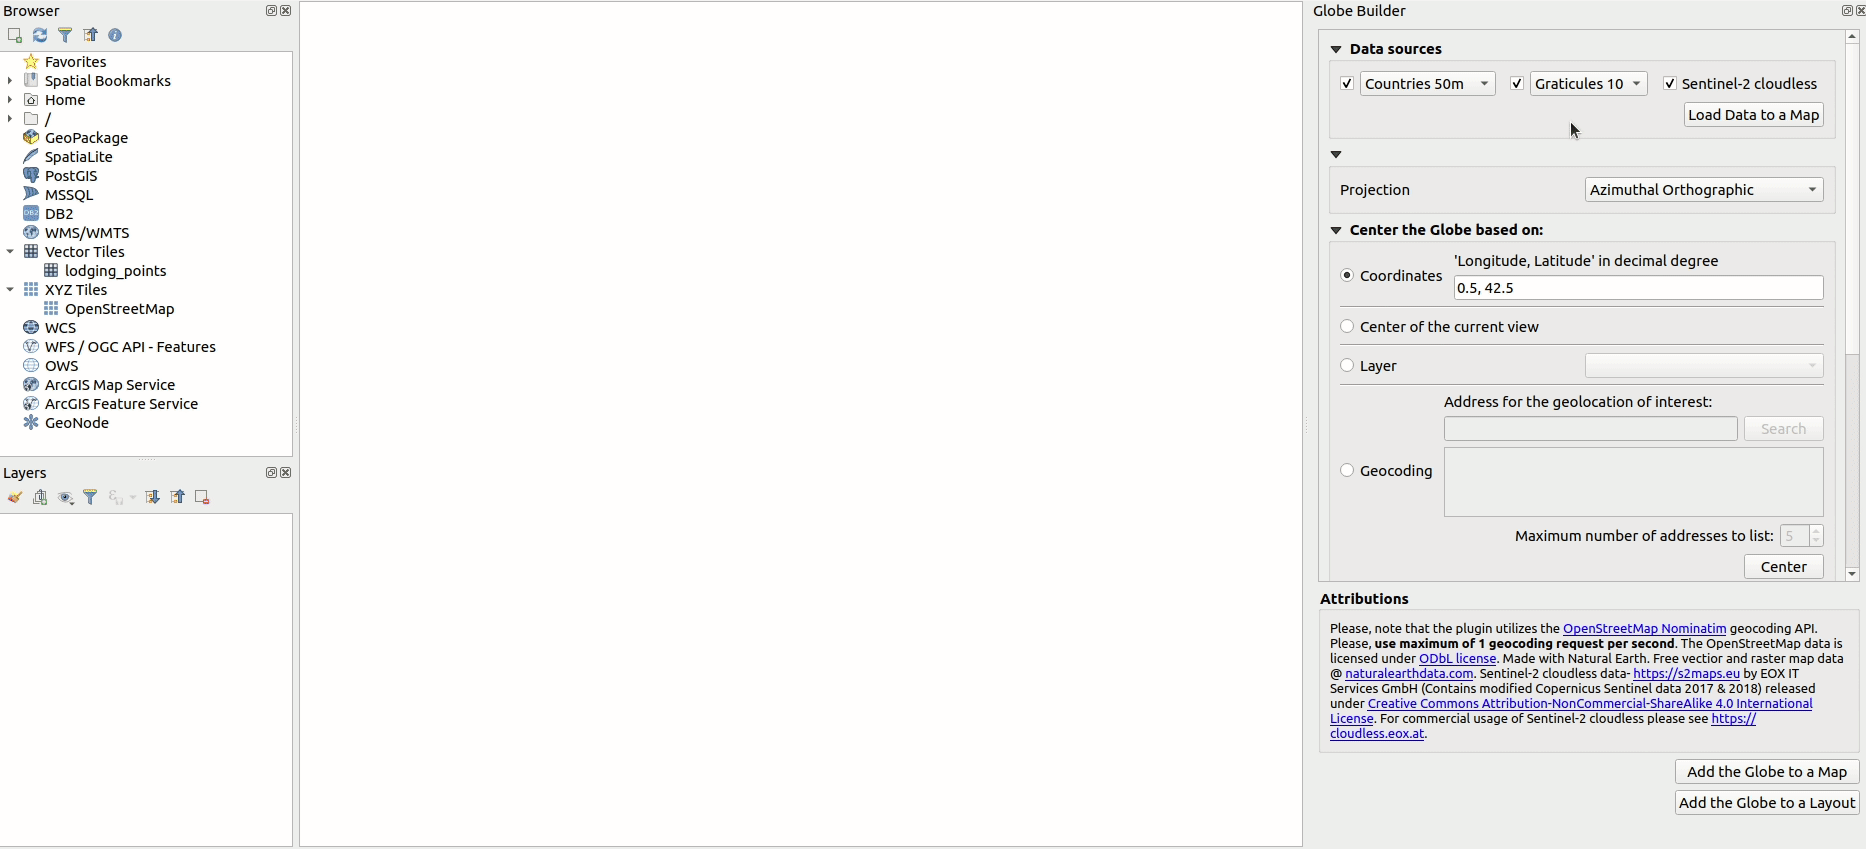 Browser
Favorites
Spatial Bookmarks
Home
/
GeoPackage
SpatiaLite
PostGIS
MSSQL
DB2
DB2
WMS/WMTS
Vector Tiles
lodging_points
XYZ Tiles
OpenStreetMap
WCS
WFS / OGC API - Features
OWS
ArcGIS Map Service
ArcGIS Feature Service
GeoNode
Layers
Globe Builder
Data sources
Countries 50m Graticules 10 Sentinel-2 cloudless
Load Data to a Map
Projection Azimuthal Orthographic
Center the Globe based on:
'Longitude, Latitude' in decimal degree
Coordinates
0.5, 42.5
Center of the current view
Layer
Address for the geolocation of interest:
Search
Geocoding
Maximum number of addresses to list: 5
Center
Attributions
Please, note that the plugin utilizes the OpenStreetMap Nominatim geocoding API.
Please, use maximum of 1 geocoding request per second. The OpenStreetMap data is
licensed under ODbL license. Made with Natural Earth. Free vectior and raster map data
@ naturalearthdata.com. Sentinel-2 cloudless data- https://s2maps.eu by EOX IT
Services GmbH (Contains modified Copernicus Sentinel data 2017 & 2018) released
under Creative Commons Attribution-NonCommercial-ShareAlike 4.0 International
License. For commercial usage of Sentinel-2 cloudless please see https://
cloudless.eox.at.
Add the Globe to a Map
Add the Globe to a Layout